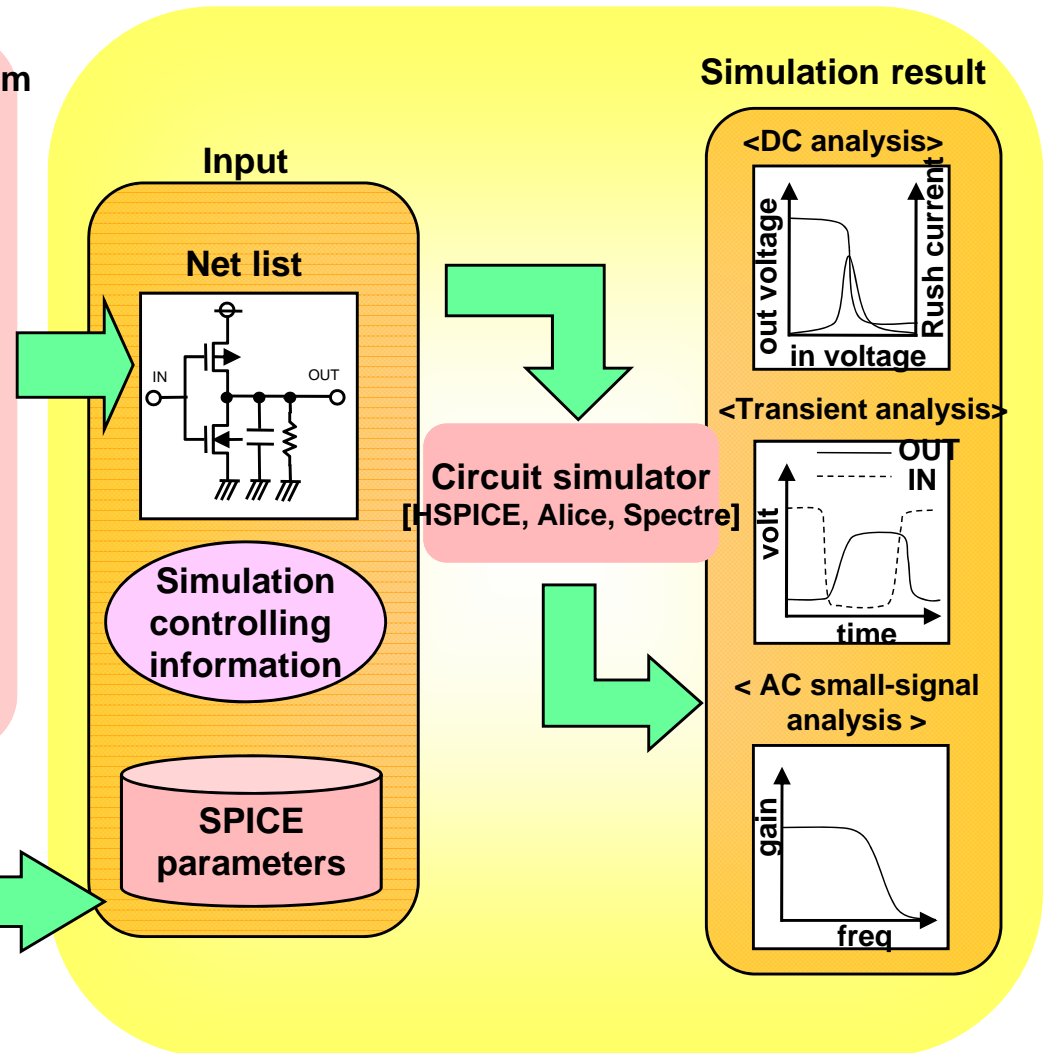 m
Simulation result
Input
Net list
IN
OUT
Simulation
controlling
information
SPICE
parameters
Circuit simulator
[HSPICE, Alice, Spectre]
<DC analysis>
out voltage
Rush current
in voltage
<Transient analysis>
OUT
IN
volt
time
< AC small-signal
analysis >
gain
freq